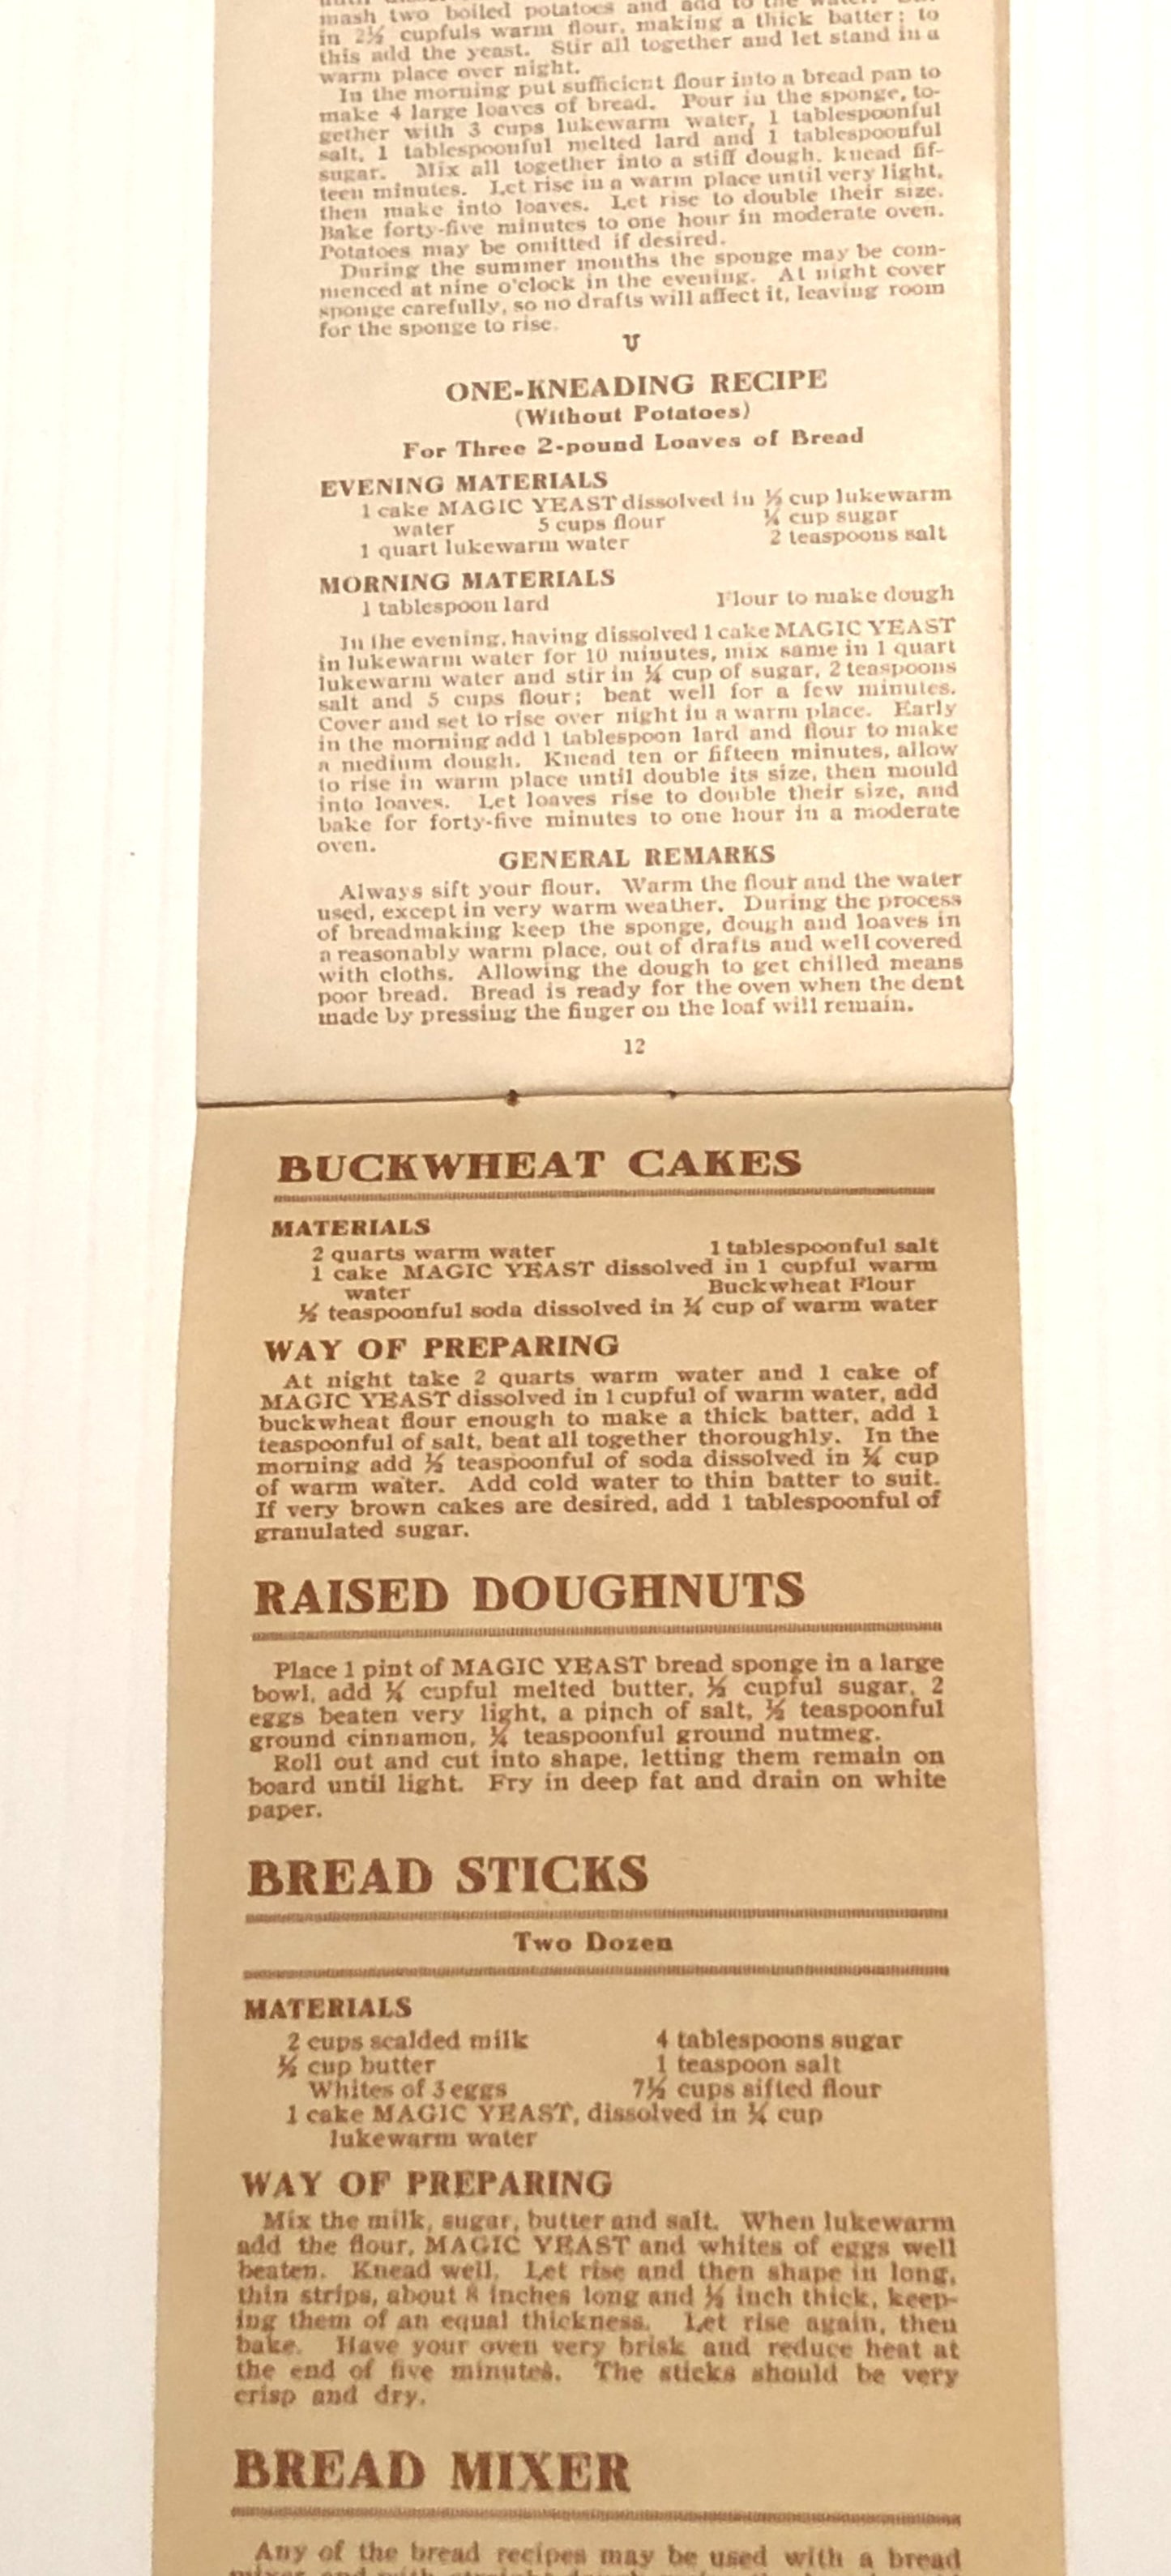 mash two boiled potatoes and add to the water.
in 2½ cupfuls warm flour, making a thick batter; to
this add the yeast. Stir all together and let stand in a
warm place over night.
In the morning put sufficient flour into a bread pan to
make 4 large loaves of bread. Pour in the sponge, to-
gether with 3 cups lukewarm water, 1 tablespoonful
salt, 1 tablespoonful melted lard and 1 tablespoonful
sugar. Mix all together into a stiff dough, knead fif-
teen minutes. Let rise in a warm place until very light,
then make into loaves. Let rise to double their size.
Bake forty-five minutes to one hour in moderate oven.
Potatoes may be omitted if desired.
During the summer months the sponge may be com-
menced at nine o'clock in the evening. At night cover
sponge carefully, so no drafts will affect it, leaving room
for the sponge to rise.
ONE-KNEADING RECIPE
(Without Potatoes)
For Three 2-pound Loaves of Bread
EVENING MATERIALS
1 cake MAGIC YEAST dissolved in ½ cup lukewarm
water 5 cups flour ¼ cup sugar
1 quart lukewarm water 2 teaspoons salt
MORNING MATERIALS
1 tablespoon lard Flour to make dough
In the evening, having dissolved 1 cake MAGIC YEAST
in lukewarm water for 10 minutes, mix same in 1 quart
lukewarm water and stir in ¼ cup of sugar, 2 teaspoons
salt and 5 cups flour; beat well for a few minutes.
Cover and set to rise over night in a warm place. Early
in the morning add 1 tablespoon lard and flour to make
a medium dough. Knead ten or fifteen minutes, allow
to rise in warm place until double its size, then mould
into loaves. Let loaves rise to double their size, and
bake for forty-five minutes to one hour in a moderate
oven.
GENERAL REMARKS
Always sift your flour. Warm the flour and the water
used, except in very warm weather. During the process
of breadmaking keep the sponge, dough and loaves in
a reasonably warm place, out of drafts and well covered
with cloths. Allowing the dough to get chilled means
poor bread. Bread is ready for the oven when the dent
made by pressing the finger on the loaf will remain.
12
BUCKWHEAT CAKES
MATERIALS
2 quarts warm water 1 tablespoonful salt
1 cake MAGIC YEAST dissolved in 1 cupful warm
water Buckwheat Flour
½ teaspoonful soda dissolved in ¼ cup of warm water
WAY OF PREPARING
At night take 2 quarts warm water and 1 cake of
MAGIC YEAST dissolved in 1 cupful of warm water, add
buckwheat flour enough to make a thick batter, add 1
teaspoonful of salt, beat all together thoroughly. In the
morning add ½ teaspoonful of soda dissolved in ¼ cup
of warm water. Add cold water to thin batter to suit.
If very brown cakes are desired, add 1 tablespoonful of
granulated sugar.
RAISED DOUGHNUTS
Place 1 pint of MAGIC YEAST bread sponge in a large
bowl, add ¼ cupful melted butter, ½ cupful sugar, 2
eggs beaten very light, a pinch of salt, ½ teaspoonful
ground cinnamon, ¼ teaspoonful ground nutmeg.
Roll out and cut into shape, letting them remain on
board until light. Fry in deep fat and drain on white
paper.
BREAD STICKS
Two Dozen
MATERIALS
2 cups scalded milk 4 tablespoons sugar
½ cup butter 1 teaspoon salt
Whites of 3 eggs 7½ cups sifted flour
1 cake MAGIC YEAST, dissolved in ¼ cup
lukewarm water
WAY OF PREPARING
Mix the milk, sugar, butter and salt. When lukewarm
add the flour, MAGIC YEAST and whites of eggs well
beaten. Knead well. Let rise and then shape in long,
thin strips, about 8 inches long and ½ inch thick, keep-
ing them of an equal thickness. Let rise again, then
bake. Have your oven very brisk and reduce heat at
the end of five minutes. The sticks should be very
crisp and dry.
BREAD MIXER
Any of the bread recipes may be used with a bread